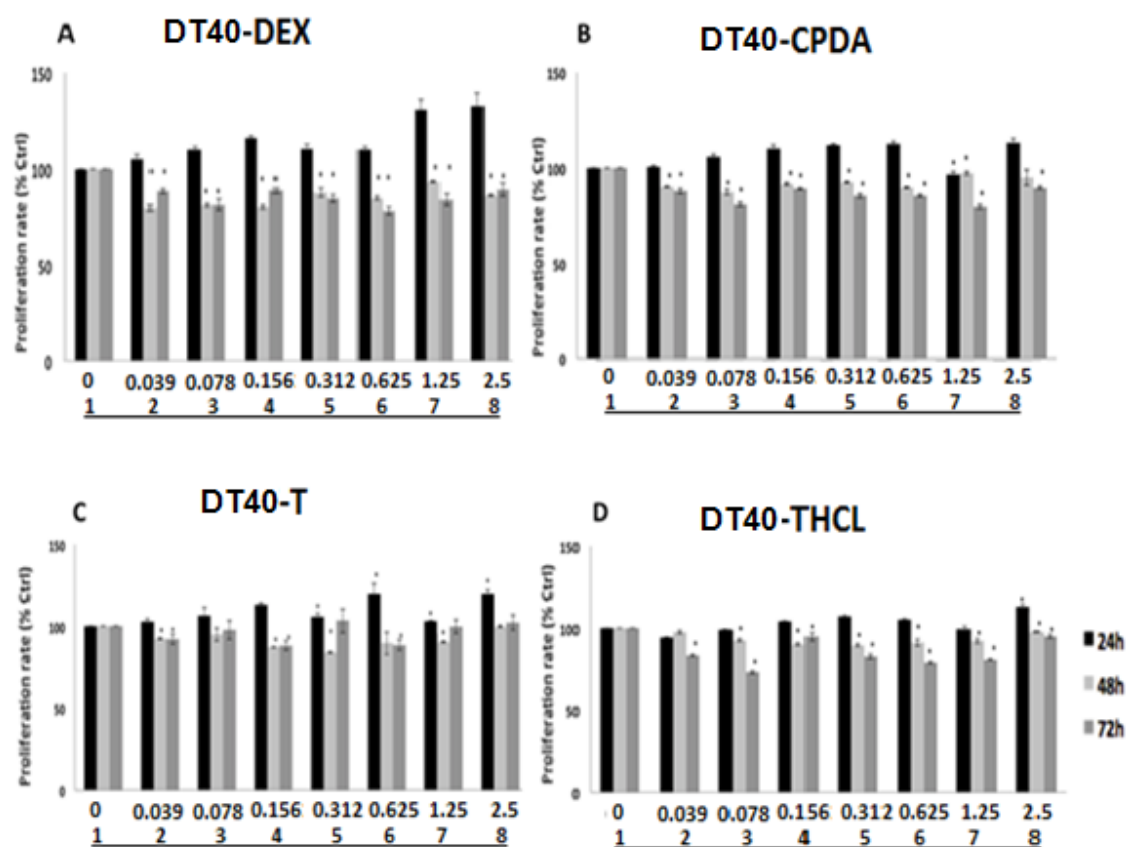 A DT40-DEX
Proliferation rate (% Ctrl)
150
100
50
0
0 0.039 0.078 0.156 0.312 0.625 1.25 2.5
1 2 3 4 5 6 7 8
B DT40-CPDA
Proliferation rate (% Ctrl)
150
100
50
0
0 0.039 0.078 0.156 0.312 0.625 1.25 2.5
1 2 3 4 5 6 7 8
C DT40-T
Proliferation rate (% Ctrl)
150
100
50
0
0 0.039 0.078 0.156 0.312 0.625 1.25 2.5
1 2 3 4 5 6 7 8
D DT40-THCL
Proliferation rate (% Ctrl)
150
100
50
0
0 0.039 0.078 0.156 0.312 0.625 1.25 2.5
1 2 3 4 5 6 7 8
24h
48h
72h